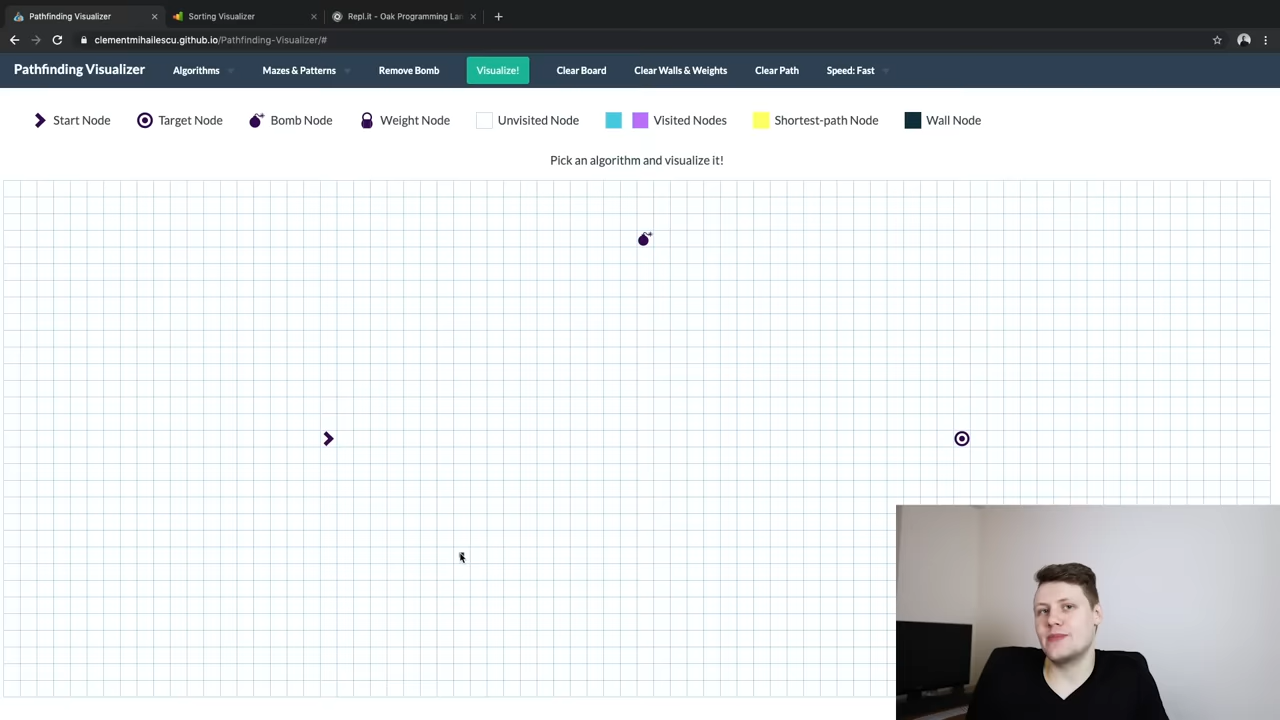 Pathfinding Visualizer
Sorting Visualizer
Repl.it - Oak Programming Lan
clementmihailescu.github.io/Pathfinding-Visualizer/#
Pathfinding Visualizer Algorithms Mazes & Patterns Remove Bomb Visualize! Clear Board Clear Walls & Weights Clear Path Speed: Fast
Start Node Target Node Bomb Node Weight Node Unvisited Node Visited Nodes Shortest-path Node Wall Node
Pick an algorithm and visualize it!